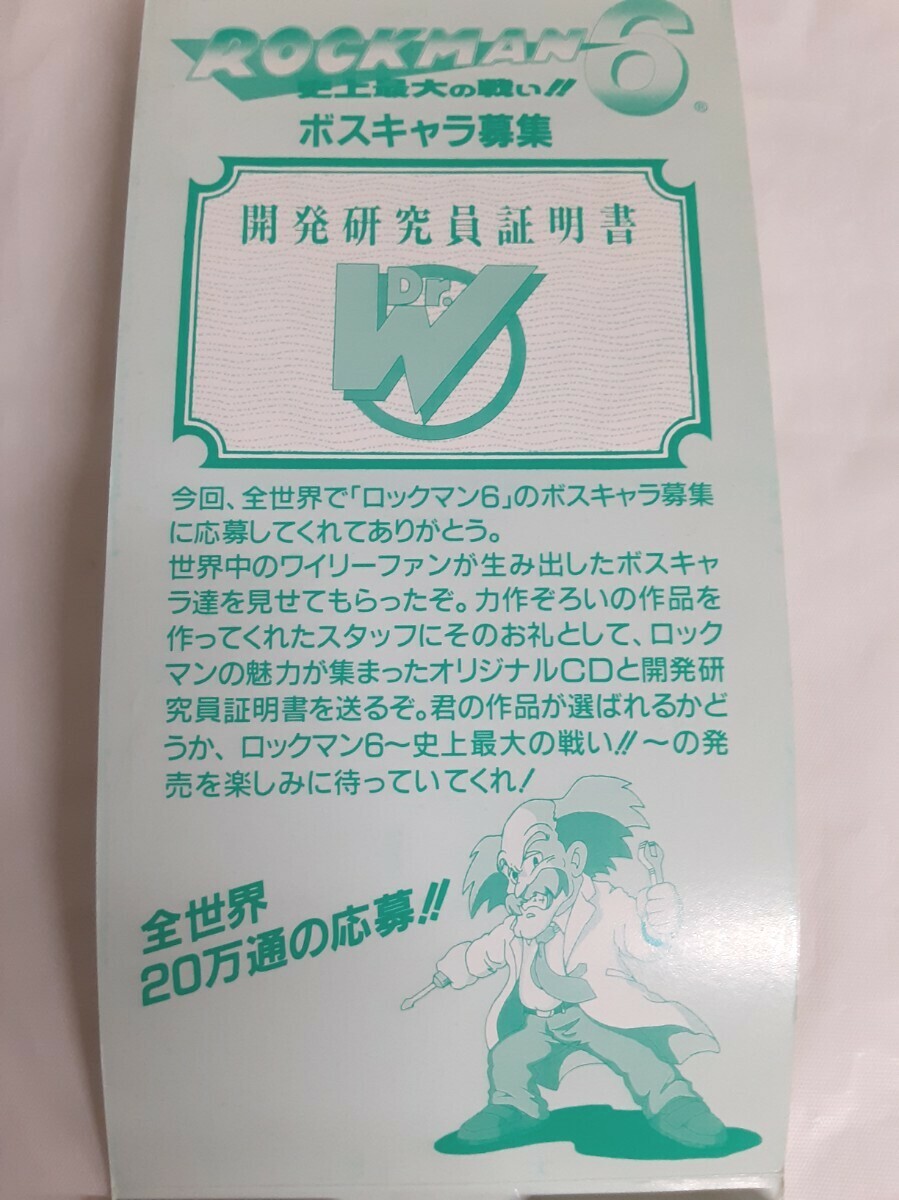 ROCKMAN6
史上最大の戦い!!
®
ボスキャラ募集
開発研究員証明書
Dr.
W
今回、全世界で「ロックマン6」のボスキャラ募集
に応募してくれてありがとう。
世界中のワイリーファンが生み出したボスキャ
ラ達を見せてもらったぞ。力作ぞろいの作品を
作ってくれたスタッフにそのお礼として、ロック
マンの魅力が集まったオリジナルCDと開発研
究員証明書を送るぞ。君の作品が選ばれるかど
うか、ロックマン6〜史上最大の戦い!!〜の発
売を楽しみに待っていてくれ!
全世界
20万通の応募!!